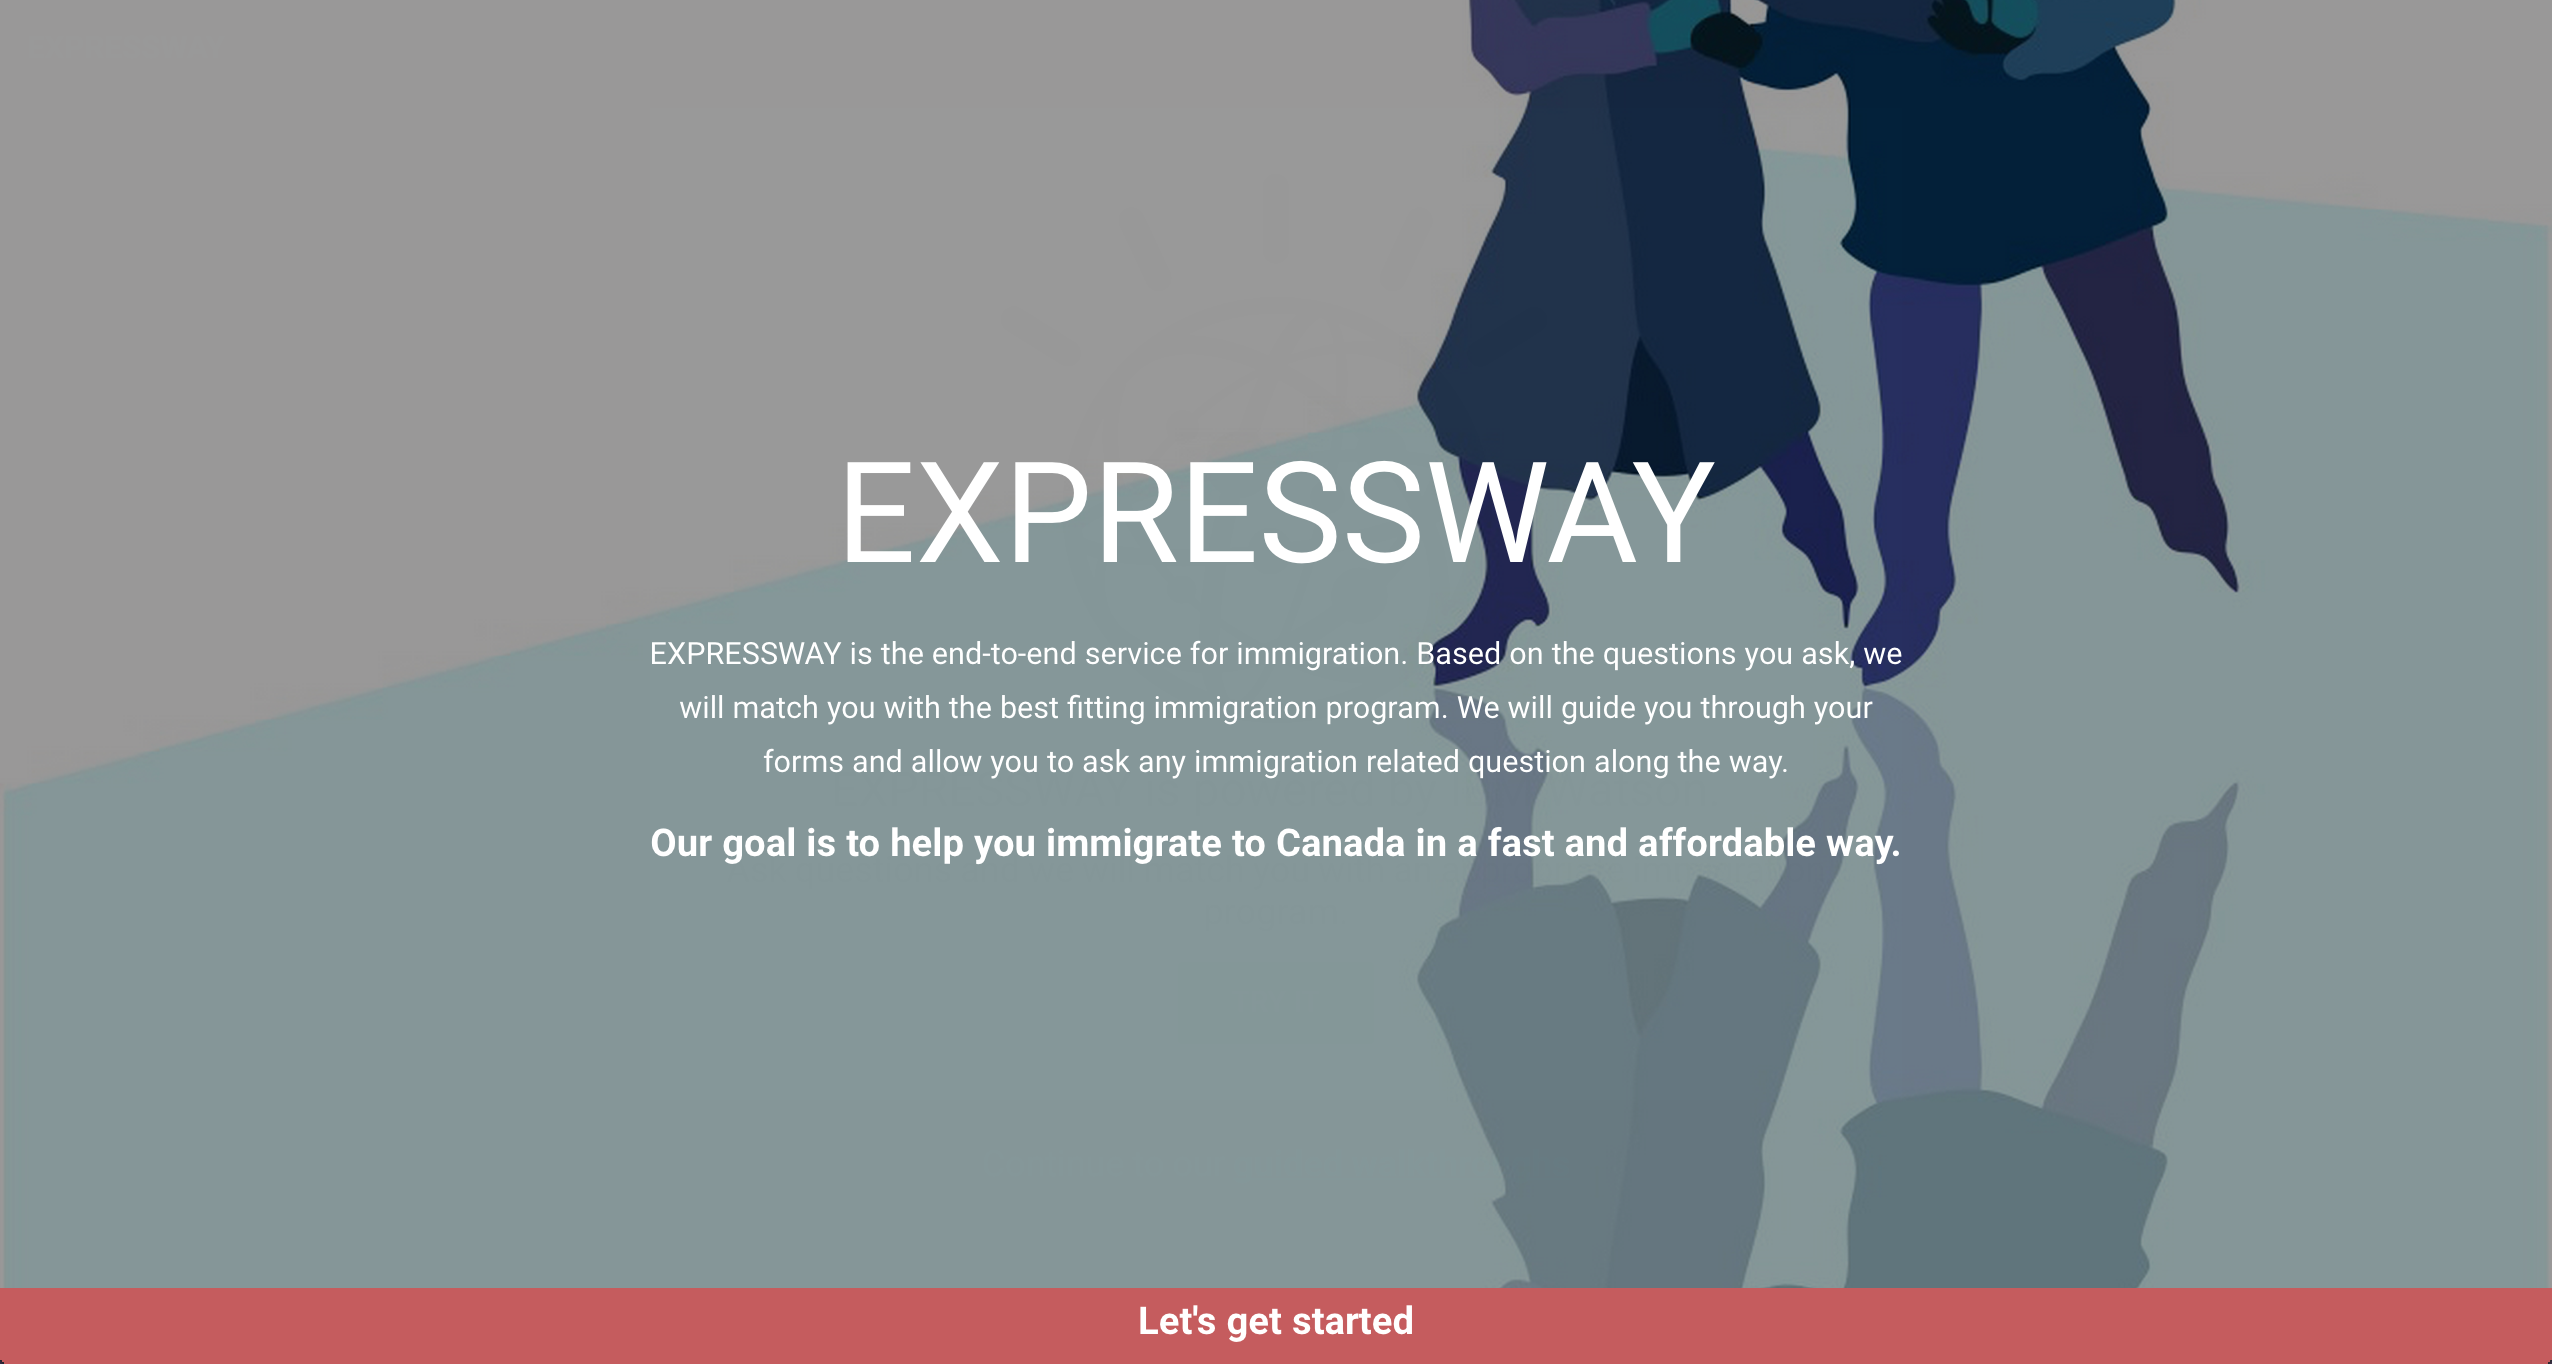 EXPRESSWAY
EXPRESSWAY is the end-to-end service for immigration. Based on the questions you ask, we
will match you with the best fitting immigration program. We will guide you through your
forms and allow you to ask any immigration related question along the way.
Our goal is to help you immigrate to Canada in a fast and affordable way.
Let's get started